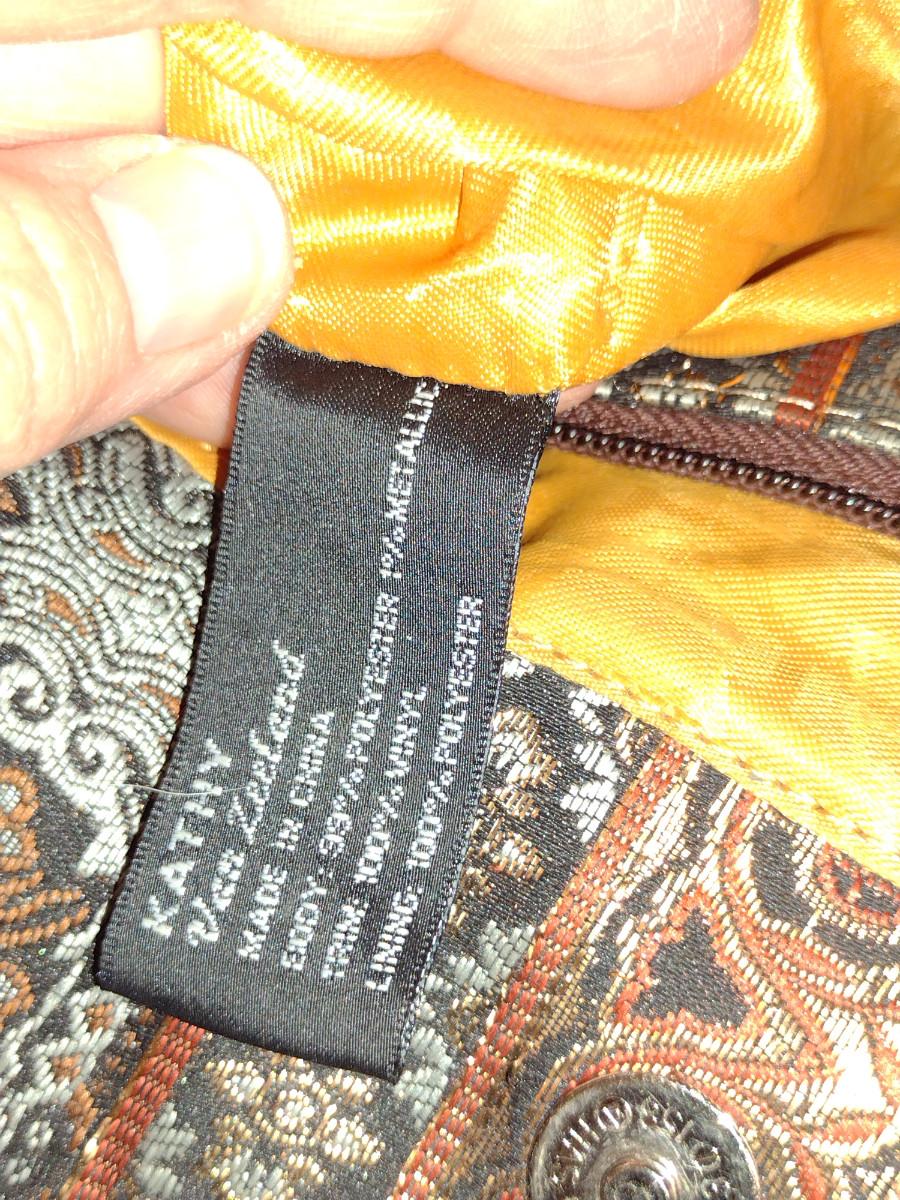 KATHY
Van Zeeland
MADE IN CHINA
BODY: 99% POLYESTER 1% METALLIC
TRIM: 100% VINYL
LINING: 100% POLYESTER